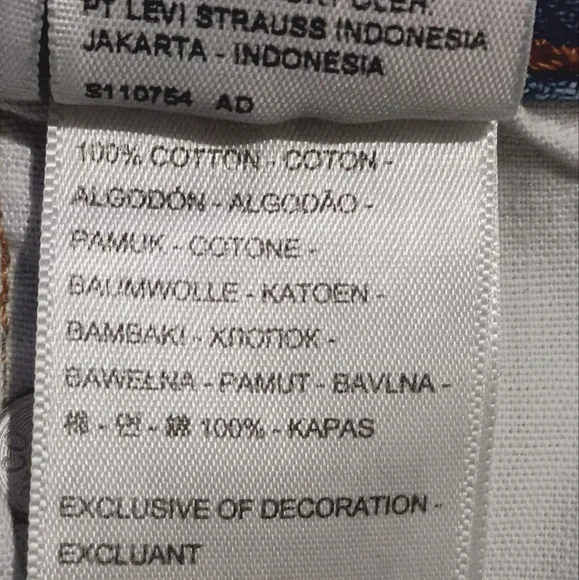 OLEH:
PT LEVI STRAUSS INDONESIA
JAKARTA - INDONESIA
S110754 AD
100% COTTON - COTON -
ALGODÓN - ALGODÃO -
PAMUK - COTONE -
BAUMWOLLE - KATOEN -
BAMBAKI - ХЛОПОК -
BAWEŁNA - PAMUT - BAVLNA -
棉 - 면 - 綿 100% - KAPAS
EXCLUSIVE OF DECORATION -
EXCLUANT